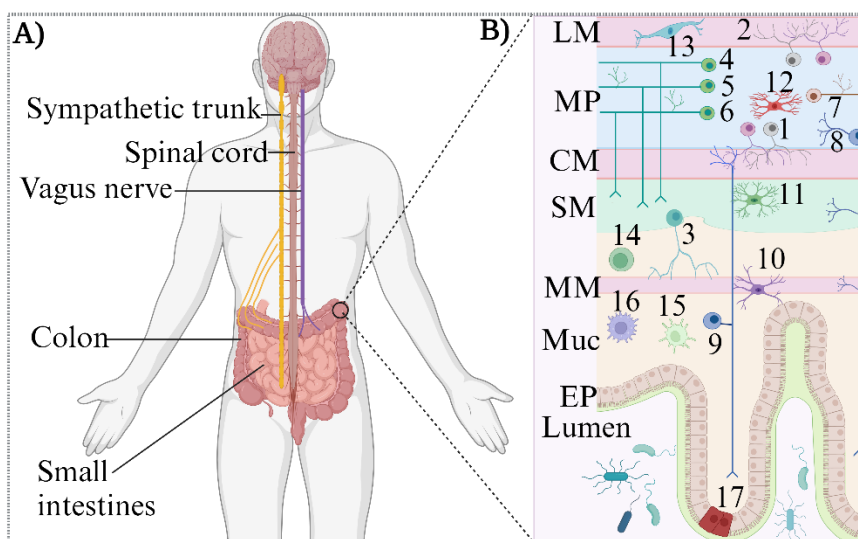 A)
Sympathetic trunk
Spinal cord
Vagus nerve
Colon
Small
intestines
B)
LM
13
2
4
MP
5
12
6
7
1
8
CM
SM
11
3
14
10
MM
16
15
Muc
9
EP
Lumen
17